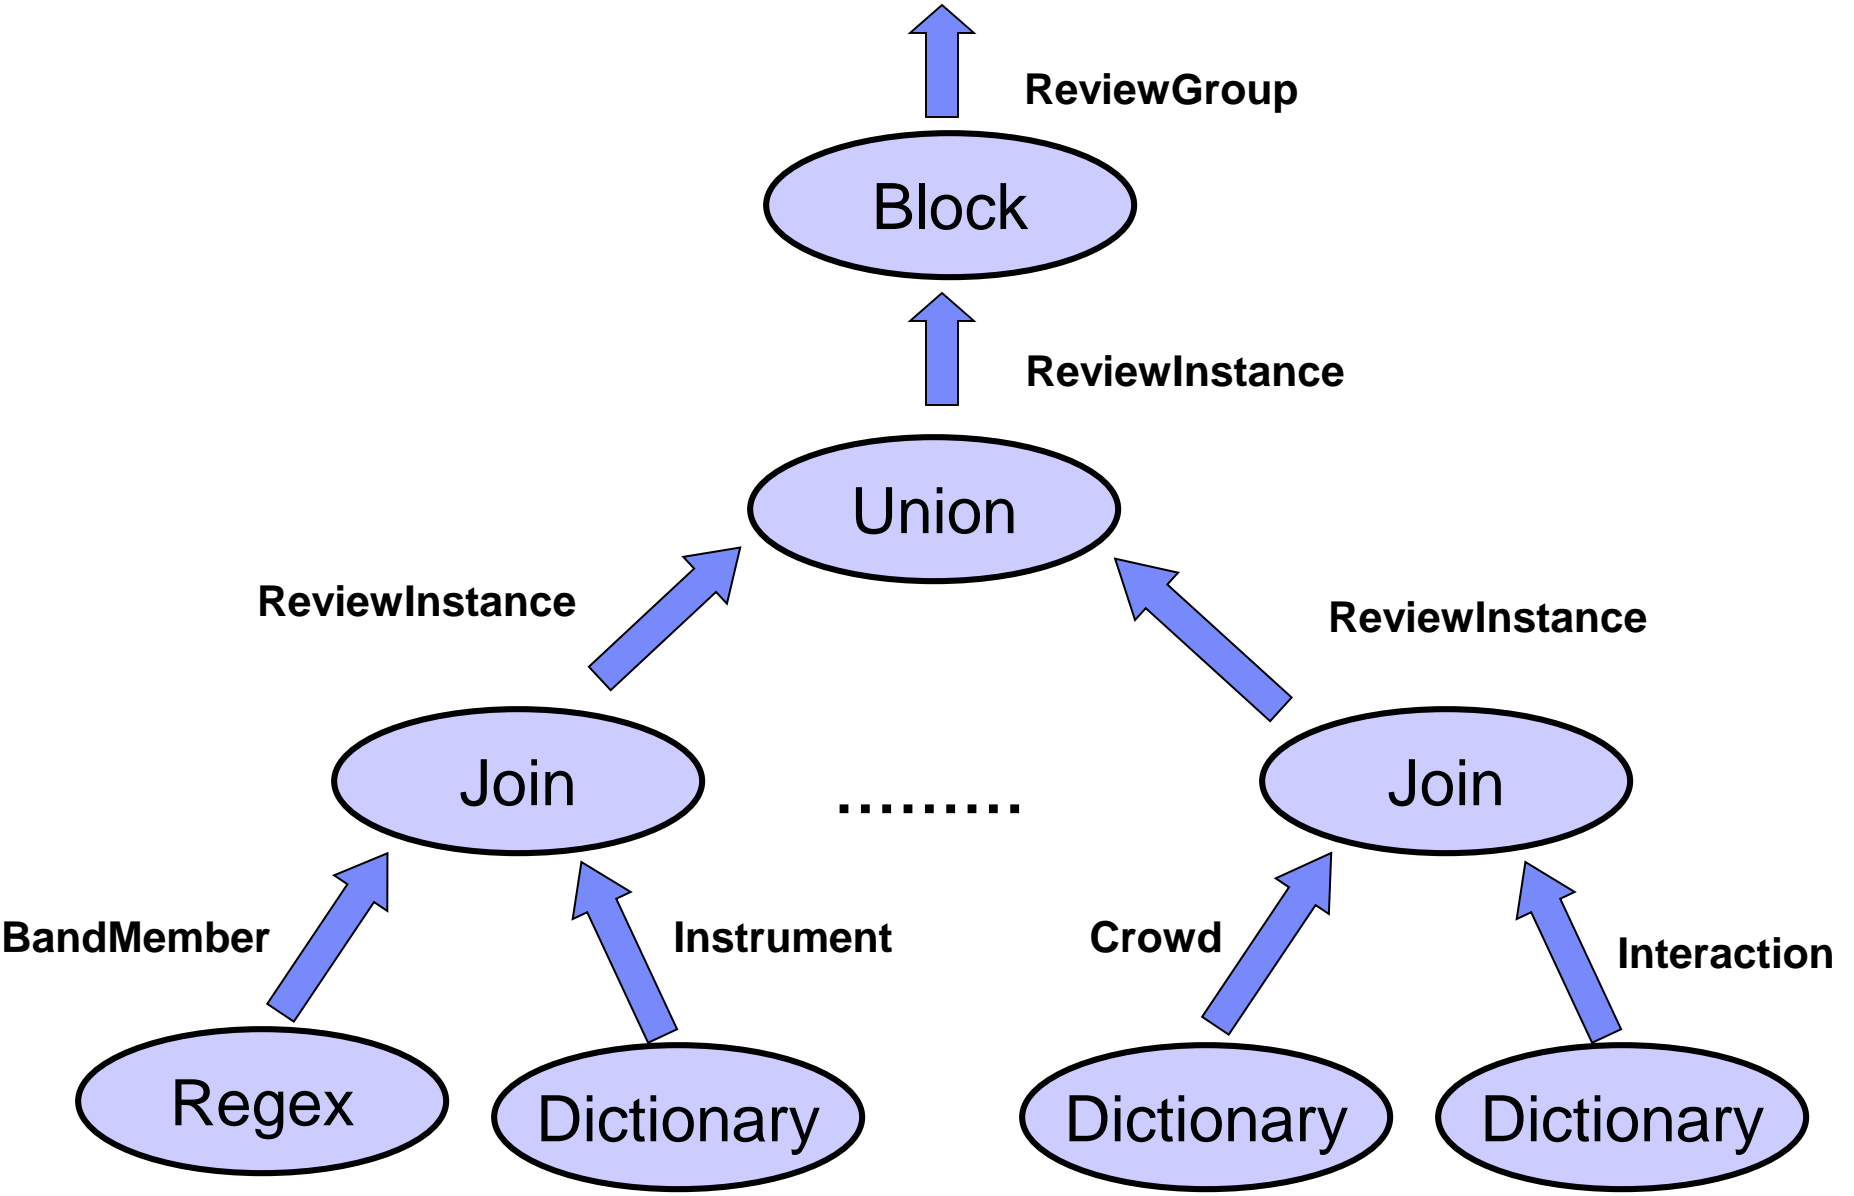 ReviewGroup
Block
ReviewInstance
Union
ReviewInstance
ReviewInstance
Join
.........
Join
BandMember
Instrument
Crowd
Interaction
Regex
Dictionary
Dictionary
Dictionary